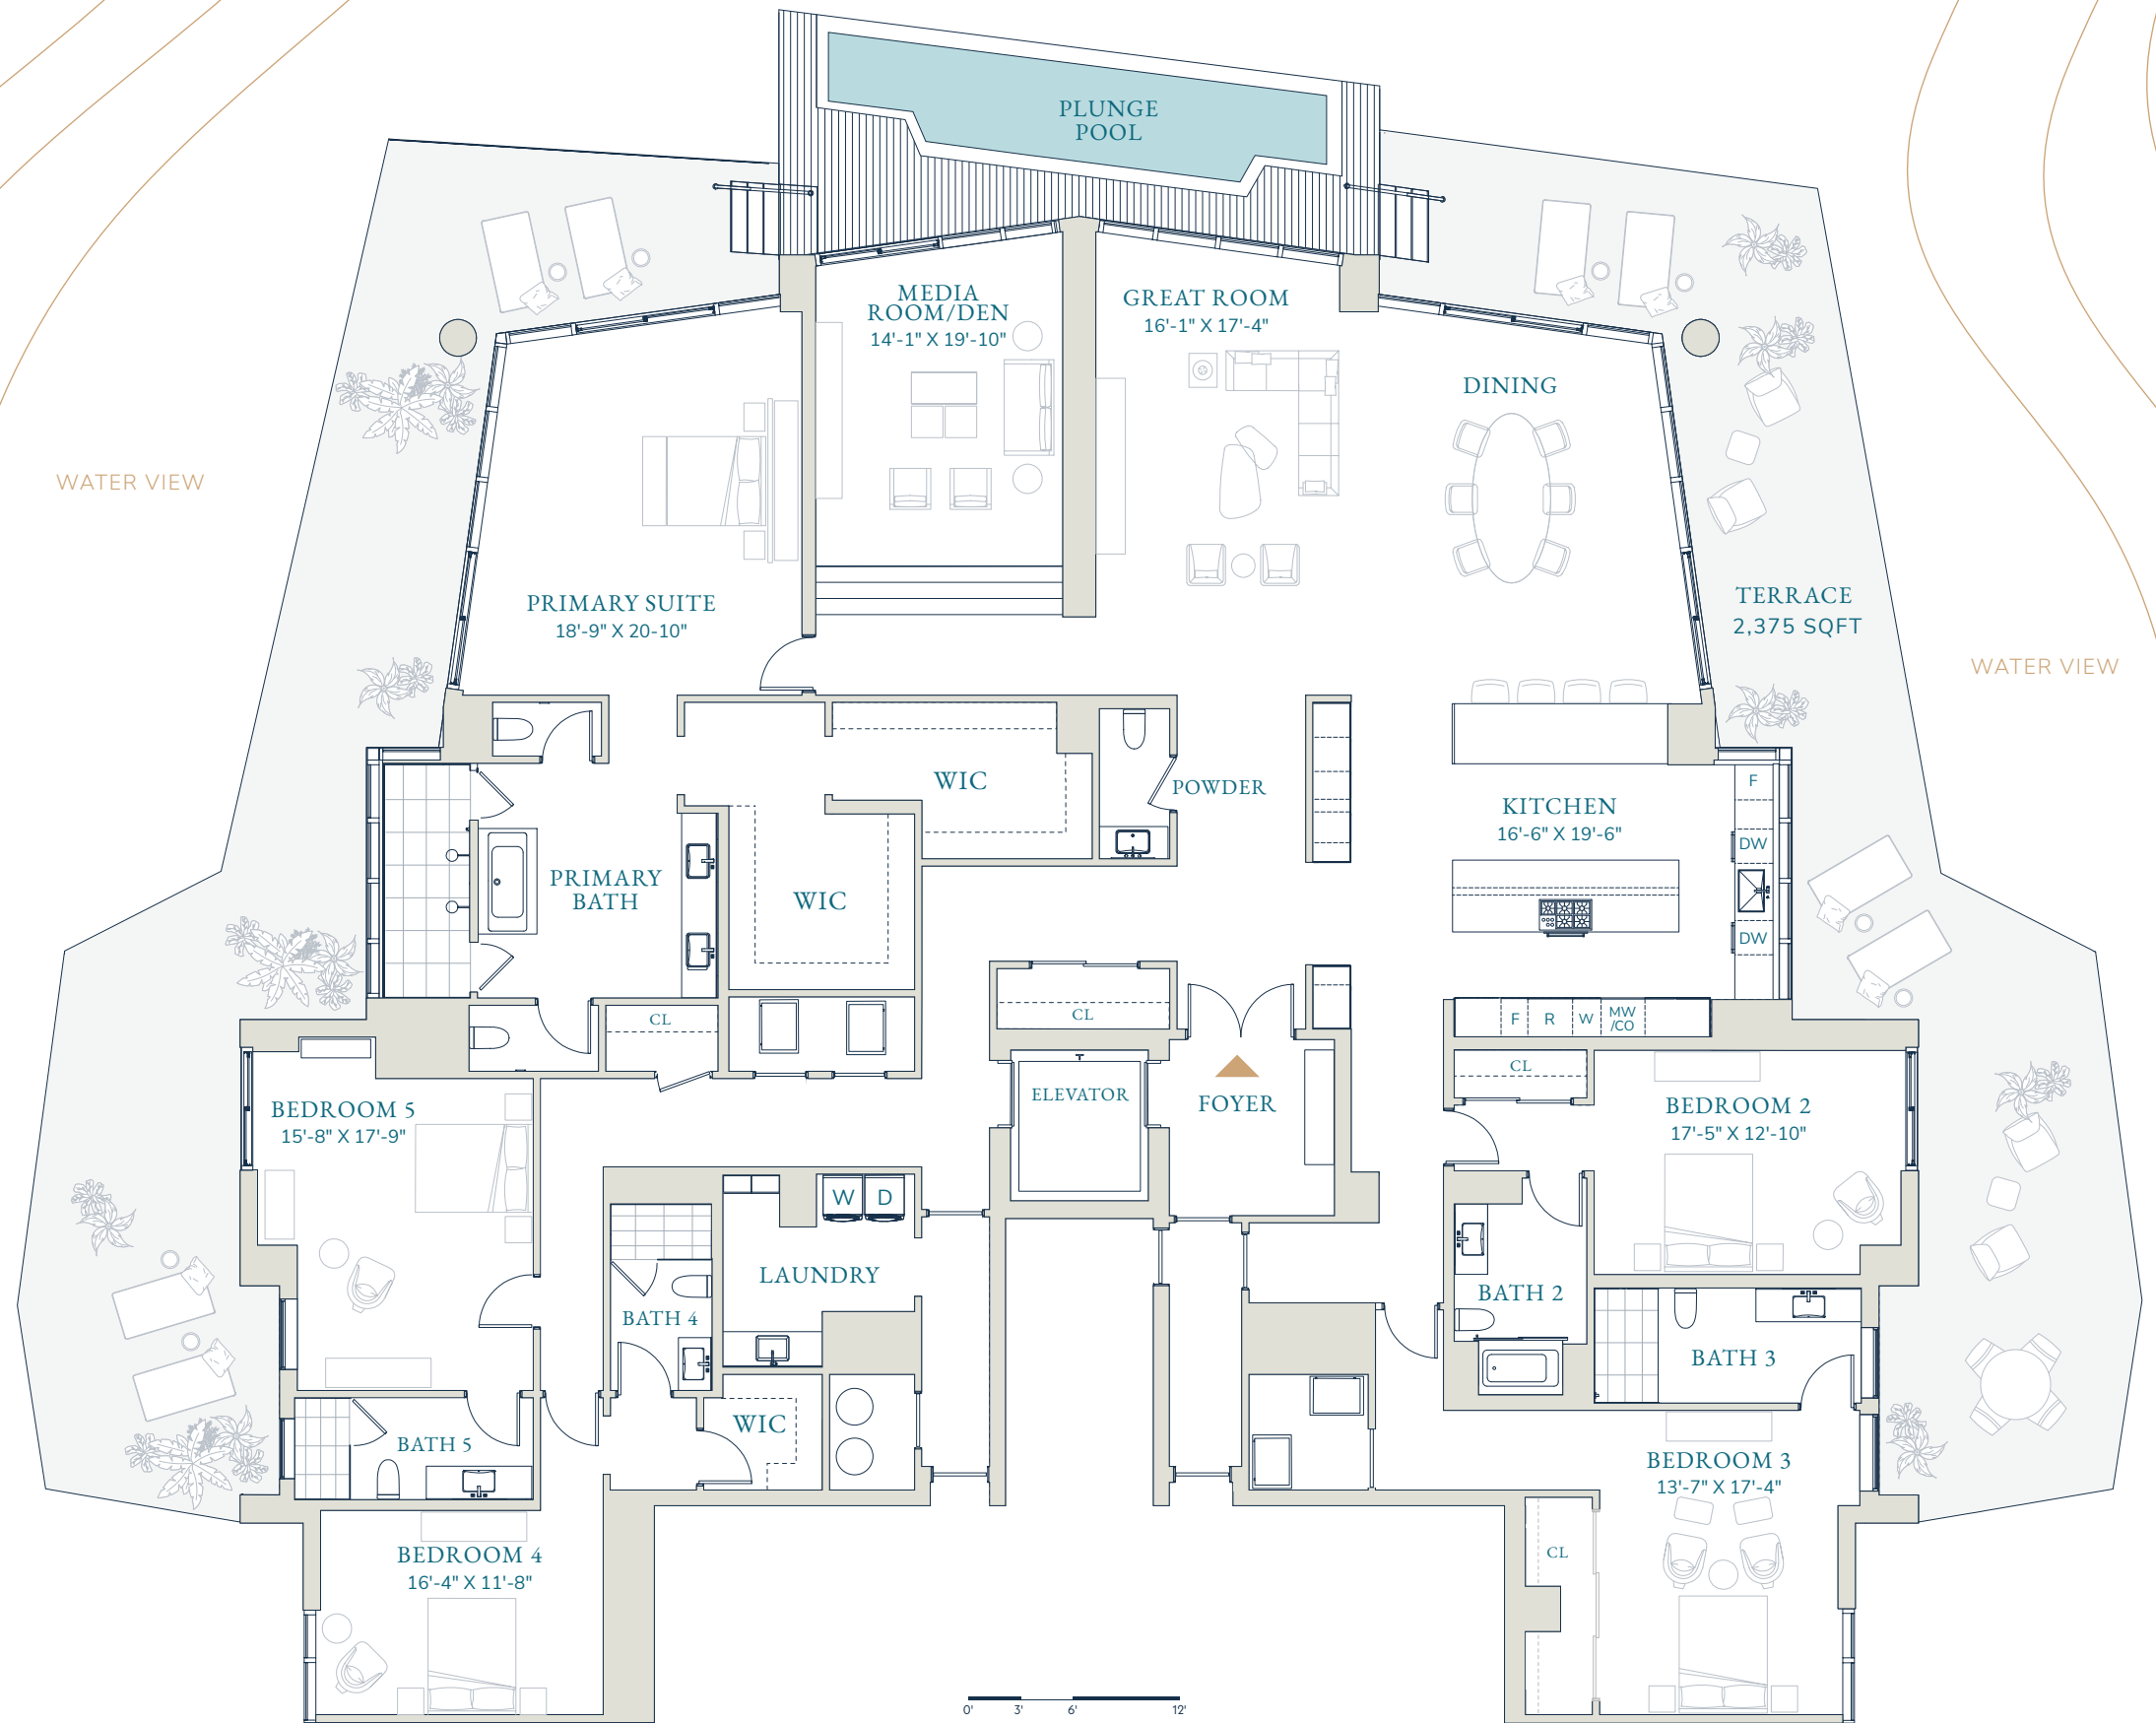 PLUNGE
POOL
MEDIA
ROOM/DEN
14'-1" X 19'-10"
GREAT ROOM
16'-1" X 17'-4"
DINING
WATER VIEW
PRIMARY SUITE
18'-9" X 20-10"
TERRACE
2,375 SQFT
WATER VIEW
WIC
POWDER
KITCHEN
16'-6" X 19'-6"
F
DW
DW
PRIMARY
BATH
WIC
CL
CL
F
R
W
MW
/CO
ELEVATOR
FOYER
CL
BEDROOM 5
15'-8" X 17'-9"
BEDROOM 2
17'-5" X 12'-10"
W
D
LAUNDRY
BATH 4
BATH 2
BATH 3
WIC
BATH 5
BEDROOM 3
13'-7" X 17'-4"
BEDROOM 4
16'-4" X 11'-8"
CL
0'
3'
6'
12'